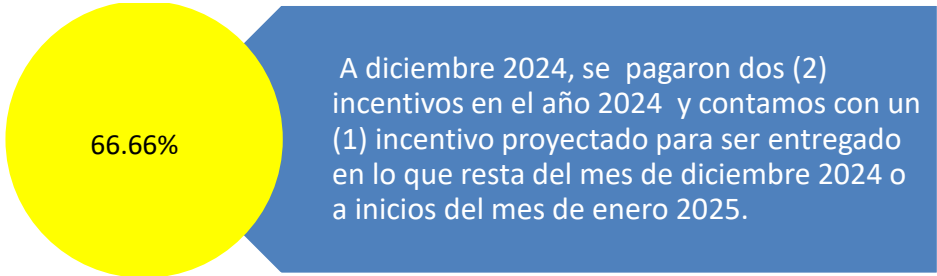 66.66%
A diciembre 2024, se pagaron dos (2)
incentivos en el año 2024 y contamos con un
(1) incentivo proyectado para ser entregado
en lo que resta del mes de diciembre 2024 o
a inicios del mes de enero 2025.